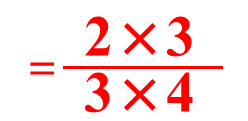 = 2 × 3
3 × 4